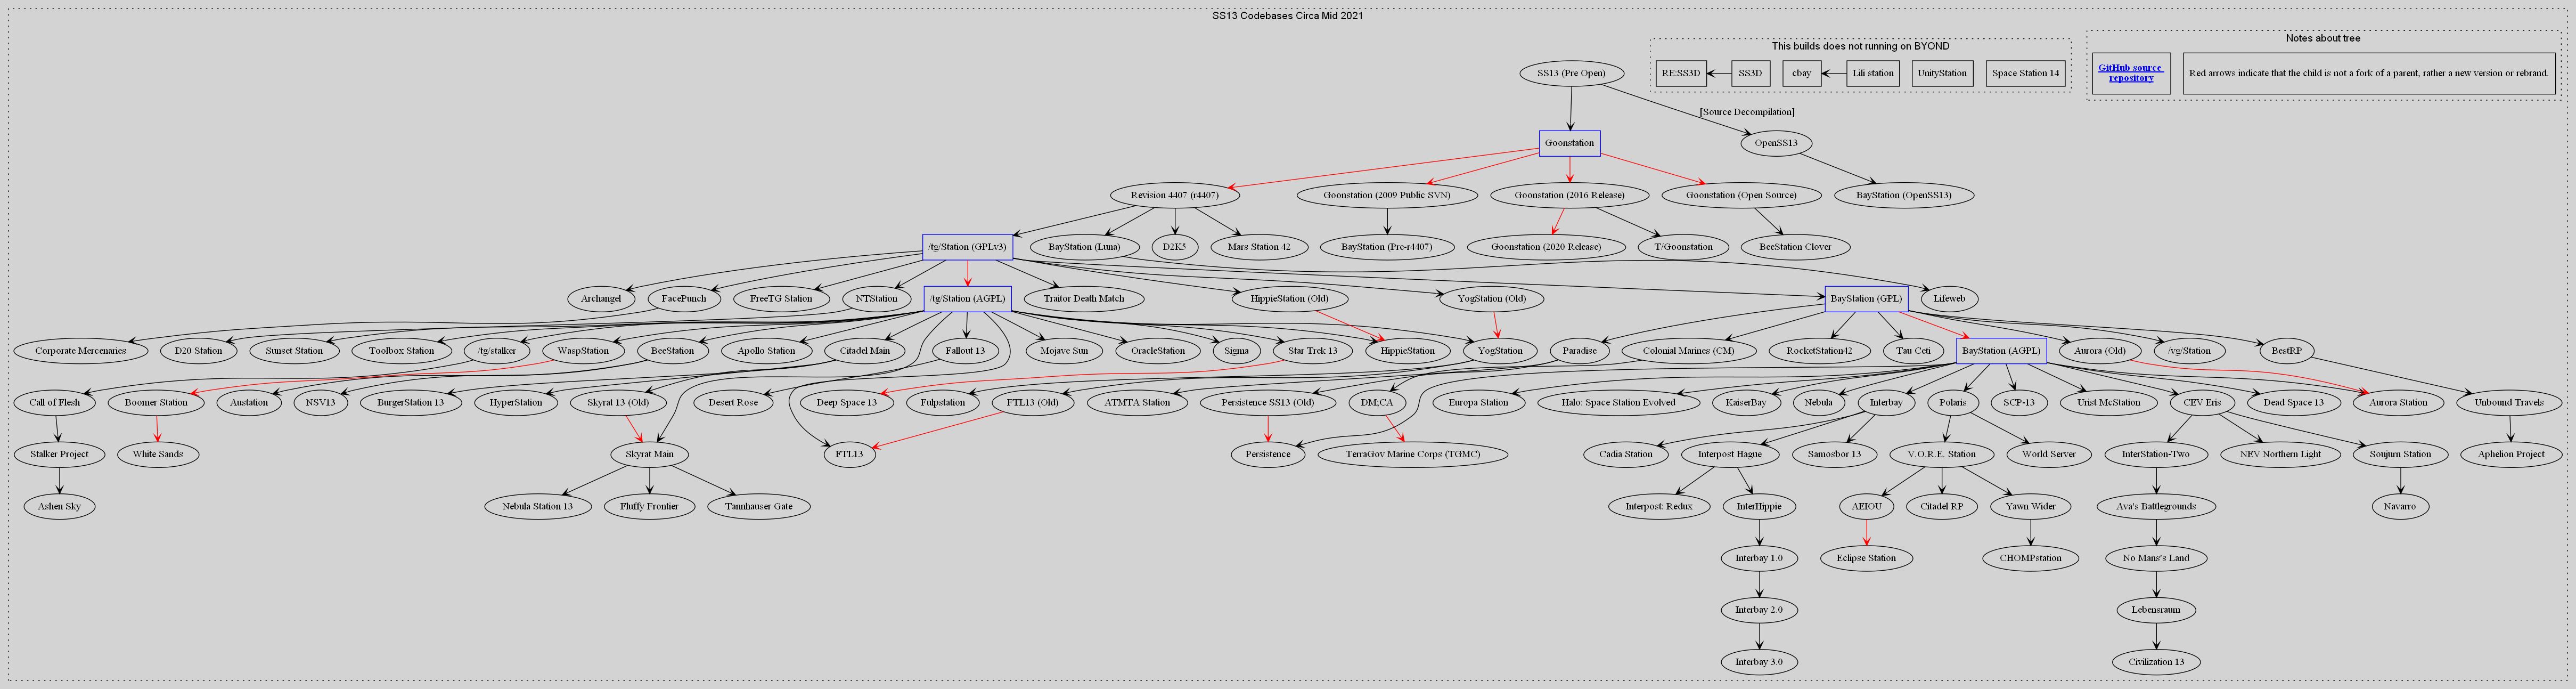 SS13 Codebases Circa Mid 2021
This builds does not running on BYOND
Notes about tree
SS13 (Pre Open)
RE:SS3D
SS3D
cbay
Lili station
UnityStation
Space Station 14
GitHub source
repository
Red arrows indicate that the child is not a fork of a parent, rather a new version or rebrand.
[Source Decompilation]
Goonstation
OpenSS13
Revision 4407 (r4407)
Goonstation (2009 Public SVN)
Goonstation (2016 Release)
Goonstation (Open Source)
BayStation (OpenSS13)
/tg/Station (GPLv3)
BayStation (Luna)
D2K5
Mars Station 42
BayStation (Pre-r4407)
Goonstation (2020 Release)
T/Goonstation
BeeStation Clover
Archangel
FacePunch
FreeTG Station
NTStation
/tg/Station (AGPL)
Traitor Death Match
HippieStation (Old)
YogStation (Old)
BayStation (GPL)
Lifeweb
Corporate Mercenaries
D20 Station
Sunset Station
Toolbox Station
/tg/stalker
WaspStation
BeeStation
Apollo Station
Citadel Main
Fallout 13
Mojave Sun
OracleStation
Sigma
Star Trek 13
HippieStation
YogStation
Paradise
Colonial Marines (CM)
RocketStation42
Tau Ceti
BayStation (AGPL)
Aurora (Old)
/vg/Station
BestRP
Call of Flesh
Boomer Station
Austation
NSV13
BurgerStation 13
HyperStation
Skyrat 13 (Old)
Desert Rose
Deep Space 13
Fulpstation
FTL13 (Old)
ATMTA Station
Persistence SS13 (Old)
DM;CA
Europa Station
Halo: Space Station Evolved
KaiserBay
Nebula
Interbay
Polaris
SCP-13
Urist McStation
CEV Eris
Dead Space 13
Aurora Station
Unbound Travels
Stalker Project
White Sands
Skyrat Main
FTL13
Persistence
TerraGov Marine Corps (TGMC)
Cadia Station
Interpost Hague
Samosbor 13
V.O.R.E. Station
World Server
InterStation-Two
NEV Northern Light
Soujurn Station
Aphelion Project
Ashen Sky
Nebula Station 13
Fluffy Frontier
Tannhauser Gate
Interpost: Redux
InterHippie
AEIOU
Citadel RP
Yawn Wider
Ava's Battlegrounds
Navarro
Interbay 1.0
Eclipse Station
CHOMPstation
No Mans's Land
Interbay 2.0
Lebensraum
Interbay 3.0
Civilization 13